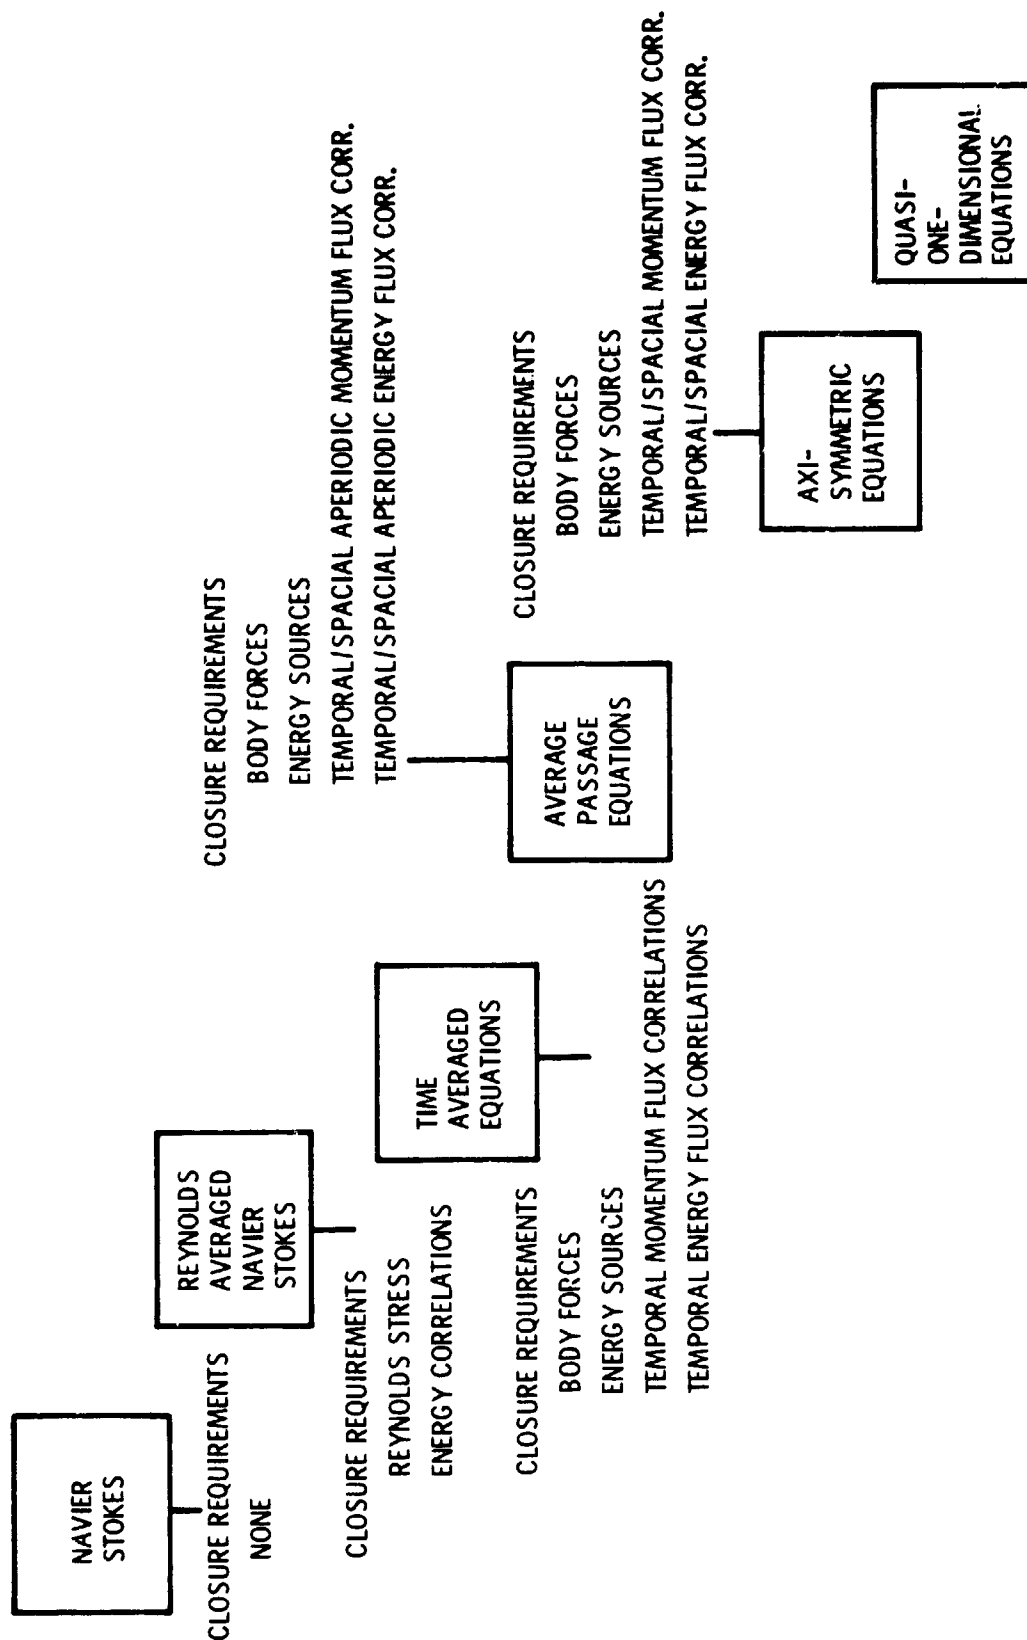 NAVIER
STOKES
CLOSURE REQUIREMENTS
NONE
REYNOLDS
AVERAGED
NAVIER
STOKES
CLOSURE REQUIREMENTS
REYNOLDS STRESS
ENERGY CORRELATIONS
TIME
AVERAGED
EQUATIONS
CLOSURE REQUIREMENTS
BODY FORCES
ENERGY SOURCES
TEMPORAL MOMENTUM FLUX CORRELATIONS
TEMPORAL ENERGY FLUX CORRELATIONS
CLOSURE REQUIREMENTS
BODY FORCES
ENERGY SOURCES
TEMPORAL/SPACIAL APERIODIC MOMENTUM FLUX CORR.
TEMPORAL/SPACIAL APERIODIC ENERGY FLUX CORR.
AVERAGE
PASSAGE
EQUATIONS
CLOSURE REQUIREMENTS
BODY FORCES
ENERGY SOURCES
TEMPORAL/SPACIAL MOMENTUM FLUX CORR.
TEMPORAL/SPACIAL ENERGY FLUX CORR.
AXI-
SYMMETRIC
EQUATIONS
QUASI-
ONE-
DIMENSIONAL
EQUATIONS